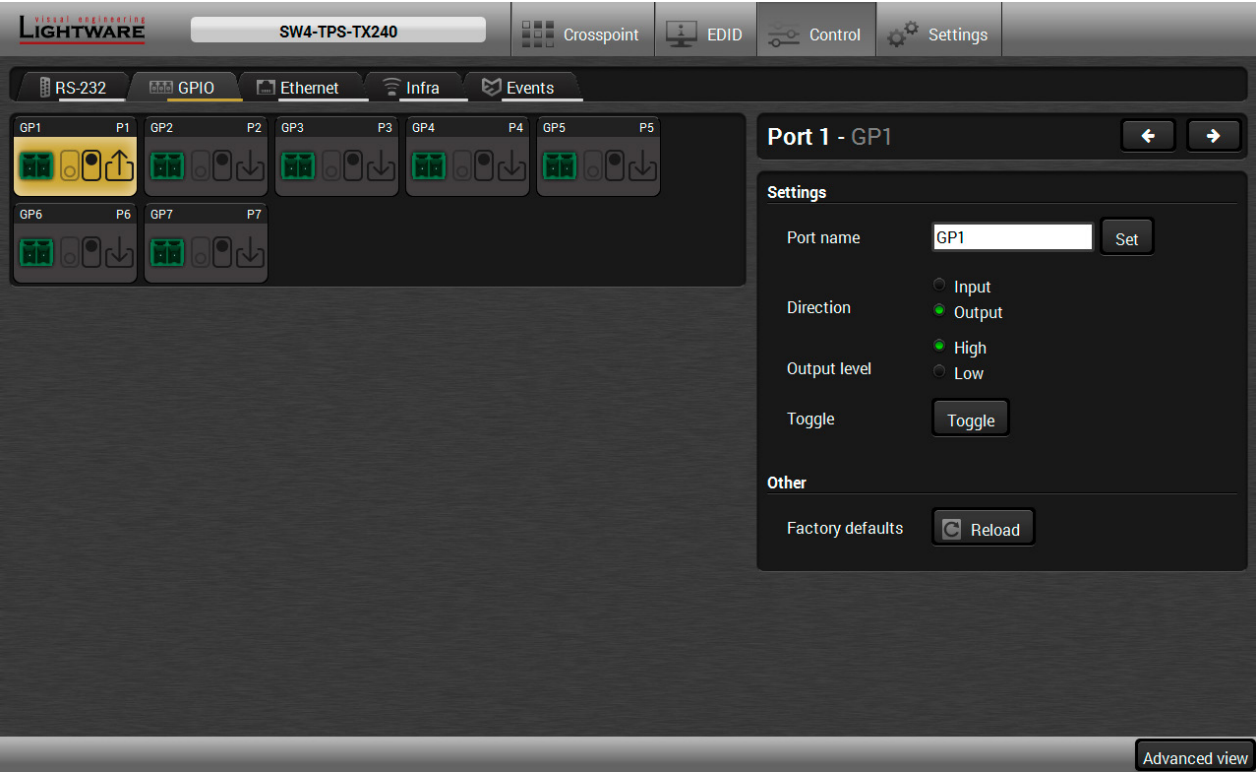 visual engineering
LIGHTWARE
SW4-TPS-TX240
Crosspoint
EDID
Control
Settings
RS-232
GPIO
Ethernet
Infra
Events
GP1 P1
GP2 P2
GP3 P3
GP4 P4
GP5 P5
GP6 P6
GP7 P7
Port 1 - GP1
Settings
Port name GP1 Set
Direction
Input
Output
Output level
High
Low
Toggle Toggle
Other
Factory defaults Reload
Advanced view